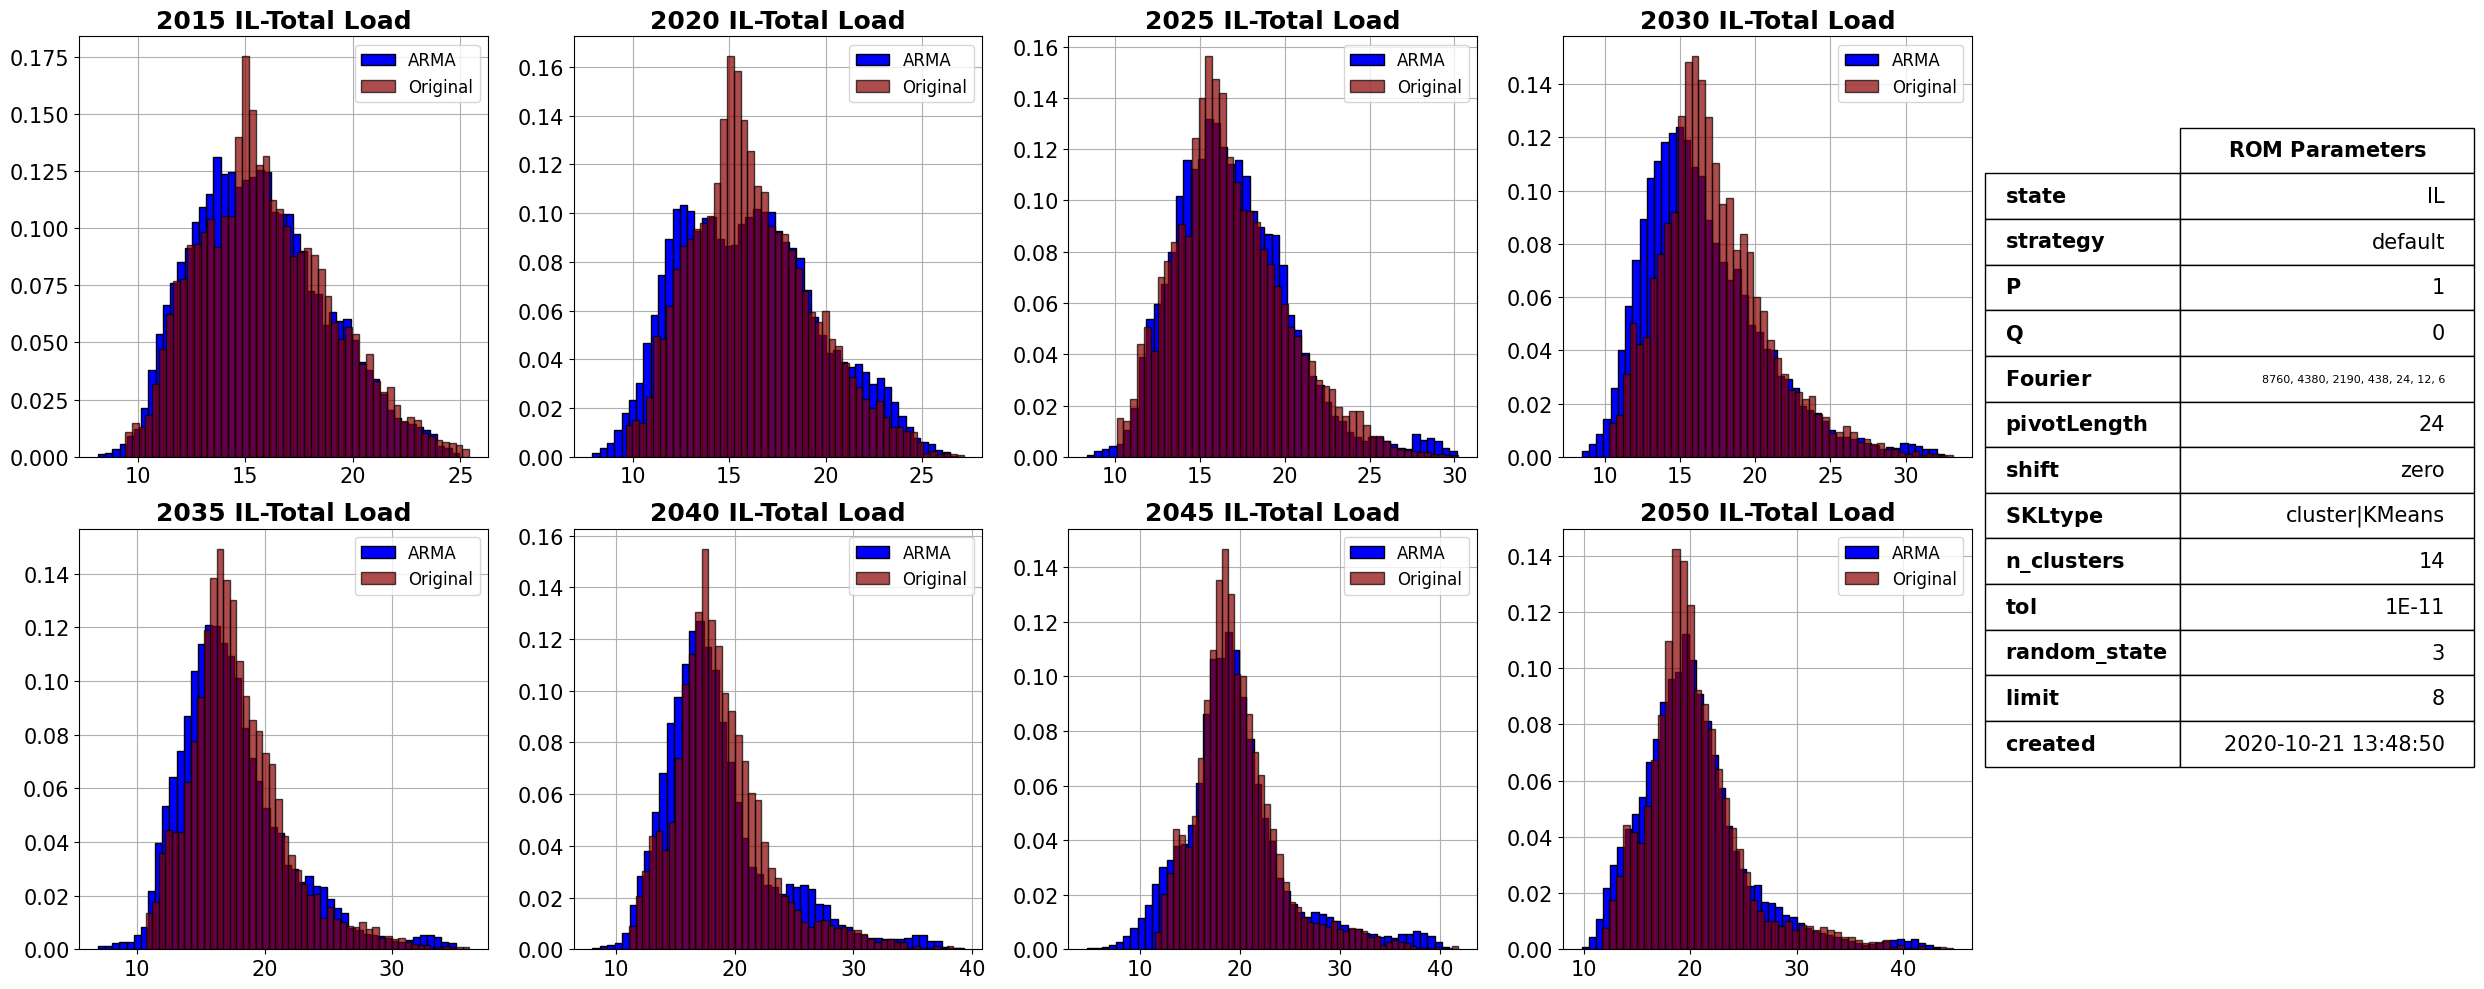 2015 IL-Total Load
ARMA
Original
0.175
0.150
0.125
0.100
0.075
0.050
0.025
0.000
10 15 20 25
2020 IL-Total Load
ARMA
Original
0.16
0.14
0.12
0.10
0.08
0.06
0.04
0.02
0.00
10 15 20 25
2025 IL-Total Load
ARMA
Original
0.16
0.14
0.12
0.10
0.08
0.06
0.04
0.02
0.00
10 15 20 25 30
2030 IL-Total Load
ARMA
Original
0.14
0.12
0.10
0.08
0.06
0.04
0.02
0.00
10 15 20 25 30
2035 IL-Total Load
ARMA
Original
0.14
0.12
0.10
0.08
0.06
0.04
0.02
0.00
10 20 30
2040 IL-Total Load
ARMA
Original
0.16
0.14
0.12
0.10
0.08
0.06
0.04
0.02
0.00
10 20 30 40
2045 IL-Total Load
ARMA
Original
0.14
0.12
0.10
0.08
0.06
0.04
0.02
0.00
10 20 30 40
2050 IL-Total Load
ARMA
Original
0.14
0.12
0.10
0.08
0.06
0.04
0.02
0.00
10 20 30 40
ROM Parameters
state IL
strategy default
P 1
Q 0
Fourier 8760, 4380, 2190, 438, 24, 12, 6
pivotLength 24
shift zero
SKLtype cluster|KMeans
n_clusters 14
tol 1E-11
random_state 3
limit 8
created 2020-10-21 13:48:50